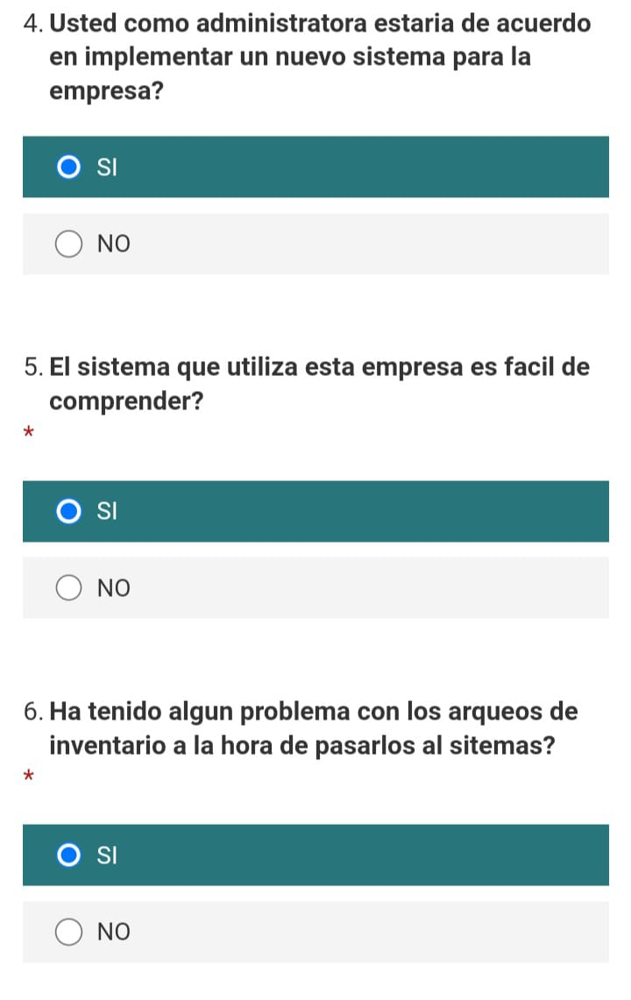 4. Usted como administratora estaria de acuerdo
en implementar un nuevo sistema para la
empresa?
SI
NO
5. El sistema que utiliza esta empresa es facil de
comprender?
*
SI
NO
6. Ha tenido algun problema con los arqueos de
inventario a la hora de pasarlos al sitemas?
*
SI
NO